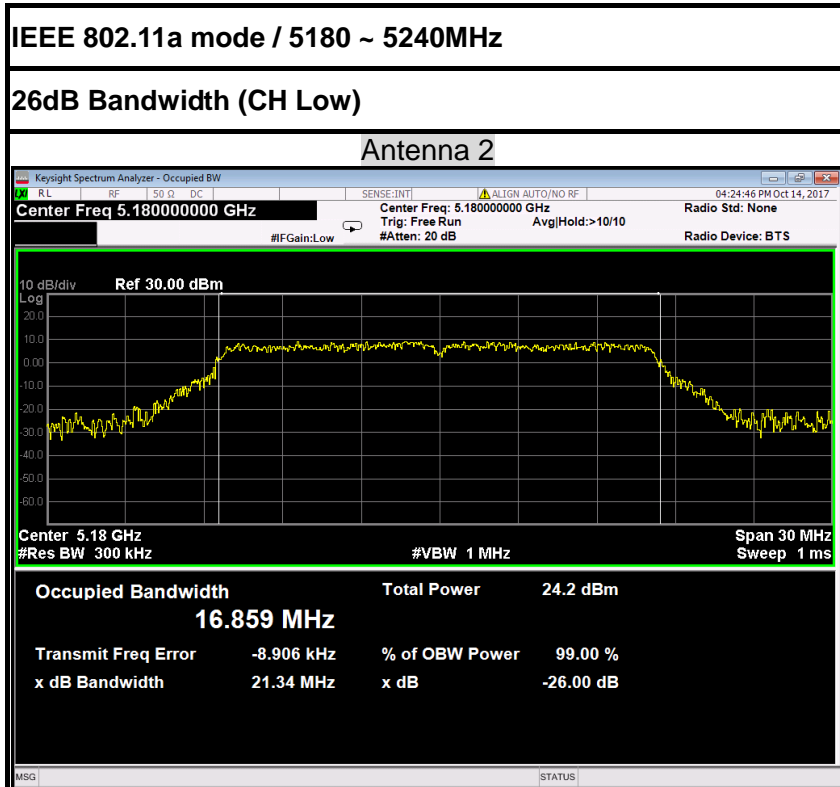 IEEE 802.11a mode / 5180 ~ 5240MHz
26dB Bandwidth (CH Low)
Antenna 2
Keysight Spectrum Analyzer - Occupied BW
LXI RL RF 50 Ω DC SENSE:INT ALIGN AUTO/NO RF 04:24:46 PM Oct 14, 2017
Center Freq 5.180000000 GHz Center Freq: 5.180000000 GHz Radio Std: None
Trig: Free Run Avg|Hold:>10/10
#IFGain:Low #Atten: 20 dB Radio Device: BTS
10 dB/div Ref 30.00 dBm
Log
20.0
10.0
0.00
-10.0
-20.0
-30.0
-40.0
-50.0
-60.0
Center 5.18 GHz Span 30 MHz
#Res BW 300 kHz #VBW 1 MHz Sweep 1 ms
Occupied Bandwidth Total Power 24.2 dBm
16.859 MHz
Transmit Freq Error -8.906 kHz % of OBW Power 99.00 %
x dB Bandwidth 21.34 MHz x dB -26.00 dB
MSG STATUS